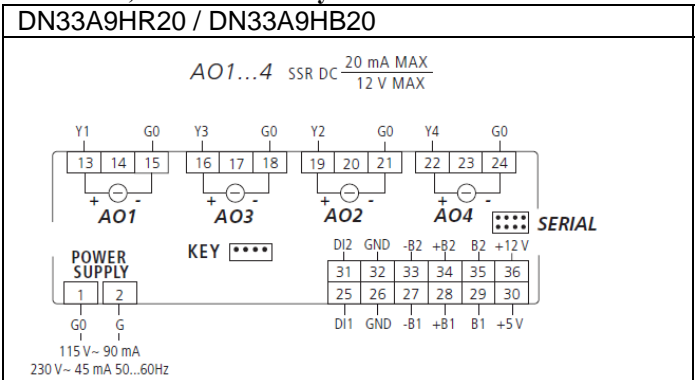 DN33A9HR20 / DN33A9HB20
AO1...4 SSR DC 20 mA MAX
12 V MAX
Y1 G0 Y3 G0 Y2 G0 Y4 G0
13 14 15 16 17 18 19 20 21 22 23 24
+ - + - + - + -
AO1 AO3 AO2 AO4
SERIAL
KEY
DI2 GND -B2 +B2 B2 +12 V
POWER
SUPPLY
31 32 33 34 35 36
1 2 25 26 27 28 29 30
G0 G DI1 GND -B1 +B1 B1 +5 V
115 V~ 90 mA
230 V~ 45 mA 50...60Hz